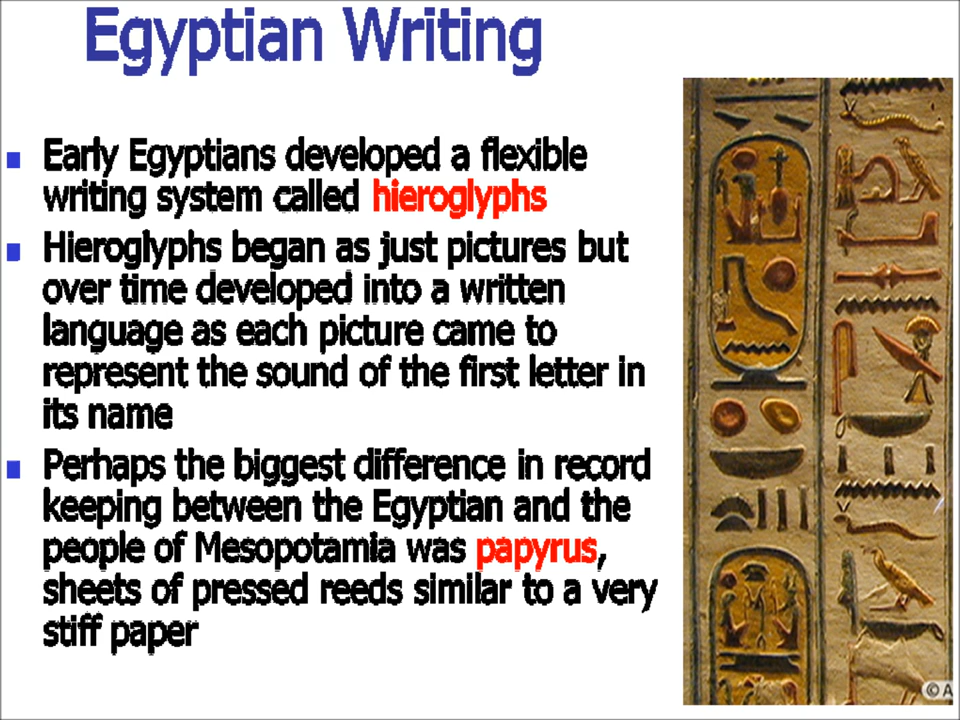 Egyptian Writing
Early Egyptians developed a flexible
writing system called hieroglyphs
Hieroglyphs began as just pictures but
over time developed into a written
language as each picture came to
represent the sound of the first letter in
its name
Perhaps the biggest difference in record
keeping between the Egyptian and the
people of Mesopotamia was papyrus,
sheets of pressed reeds similar to a very
stiff paper
© A